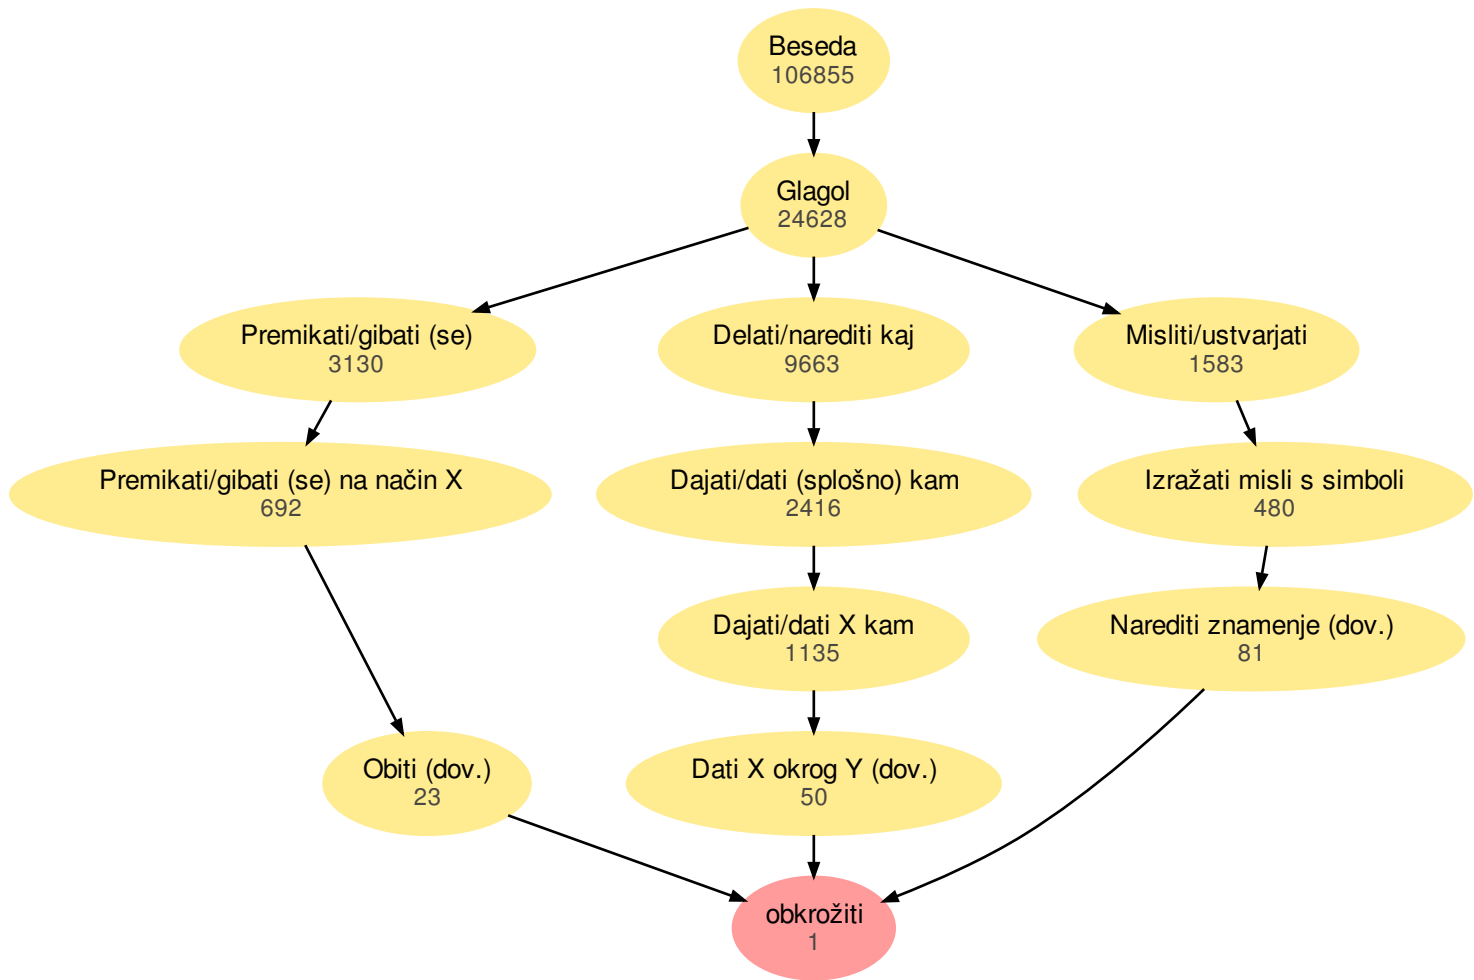 Beseda
106855
Glagol
24628
Premikati/gibati (se)
3130
Delati/narediti kaj
9663
Misliti/ustvarjati
1583
Premikati/gibati (se) na način X
692
Dajati/dati (splošno) kam
2416
Izražati misli s simboli
480
Dajati/dati X kam
1135
Narediti znamenje (dov.)
81
Obiti (dov.)
23
Dati X okrog Y (dov.)
50
obkrožiti
1